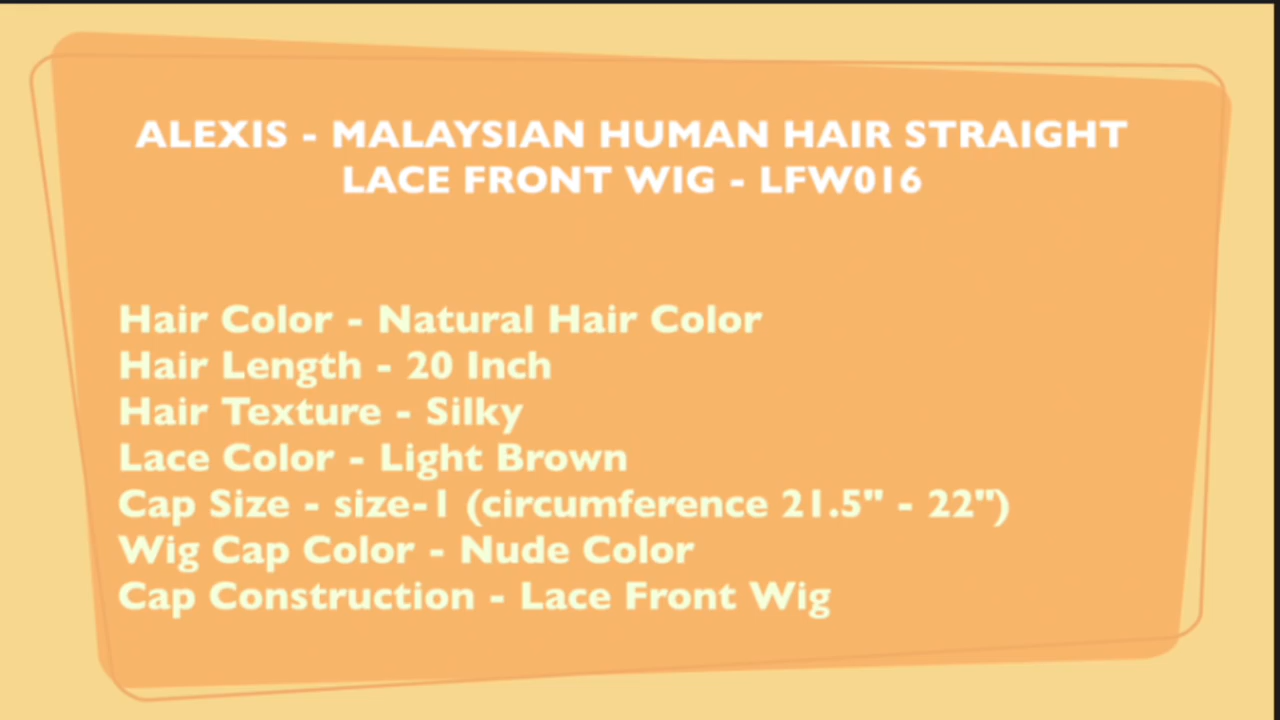 ALEXIS - MALAYSIAN HUMAN HAIR STRAIGHT
LACE FRONT WIG - LFW016
Hair Color - Natural Hair Color
Hair Length - 20 Inch
Hair Texture - Silky
Lace Color - Light Brown
Cap Size - size-1 (circumference 21.5" - 22")
Wig Cap Color - Nude Color
Cap Construction - Lace Front Wig